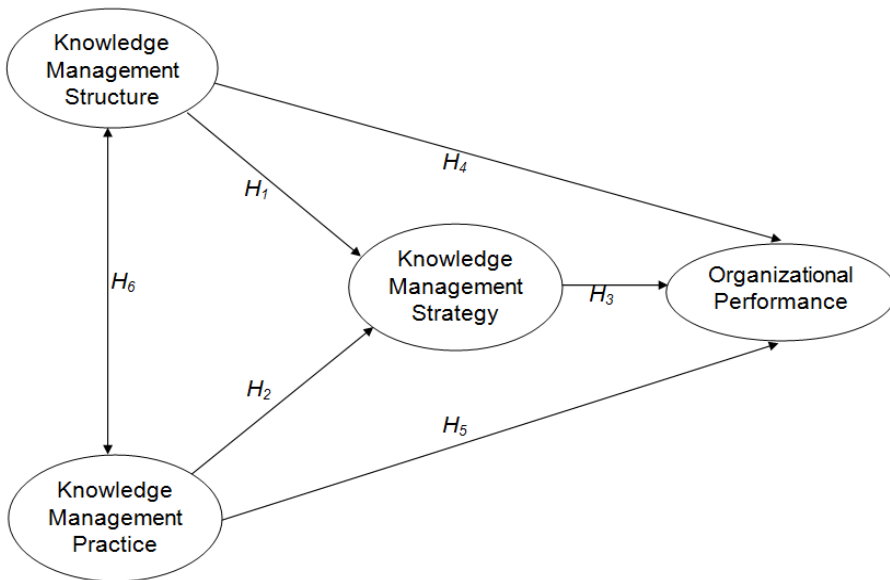 Knowledge
Management
Structure
H4
H1
Knowledge
Management
Strategy
H3
Organizational
Performance
H6
H2
H5
Knowledge
Management
Practice